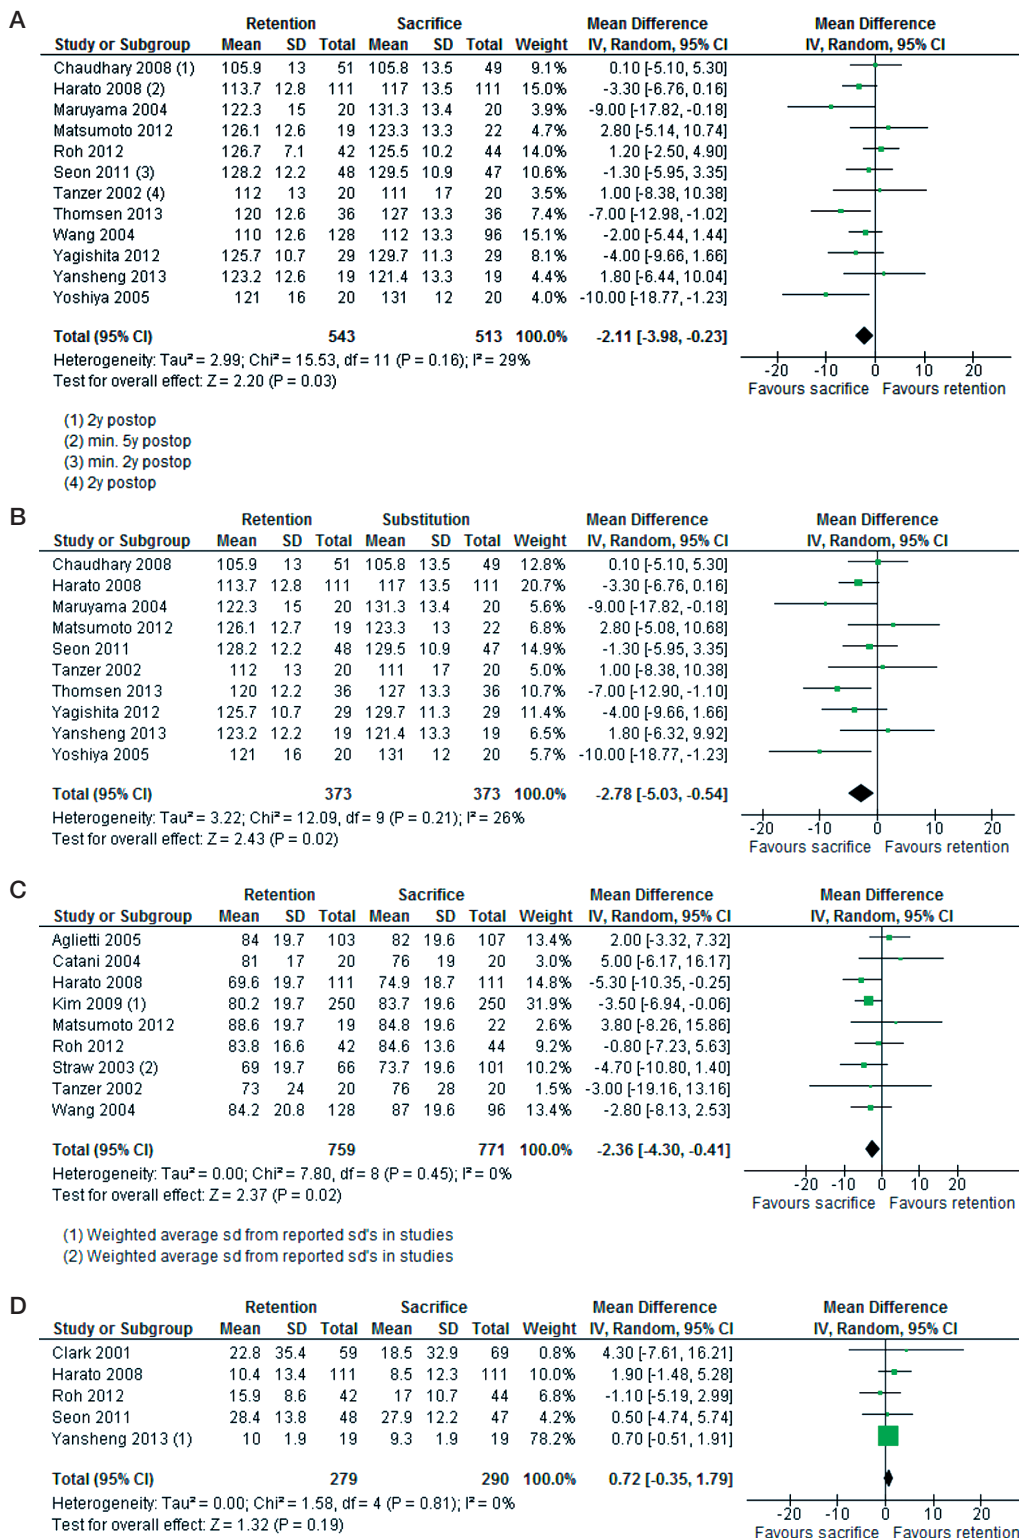 A
Retention Sacrifice Mean Difference Mean Difference
Study or Subgroup Mean SD Total Mean SD Total Weight IV, Random, 95% CI IV, Random, 95% CI
Chaudhary 2008 (1) 105.9 13 51 105.8 13.5 49 9.1% 0.10 [-5.10, 5.30]
Harato 2008 (2) 113.7 12.8 111 117 13.5 111 15.0% -3.30 [-6.76, 0.16]
Maruyama 2004 122.3 15 20 131.3 13.4 20 3.9% -9.00 [-17.82, -0.18]
Matsumoto 2012 126.1 12.6 19 123.3 13.3 22 4.7% 2.80 [-5.14, 10.74]
Roh 2012 126.7 7.1 42 125.5 10.2 44 14.0% 1.20 [-2.50, 4.90]
Seon 2011 (3) 128.2 12.2 48 129.5 10.9 47 10.6% -1.30 [-5.95, 3.35]
Tanzer 2002 (4) 112 13 20 111 17 20 3.5% 1.00 [-8.38, 10.38]
Thomsen 2013 120 12.6 36 127 13.3 36 7.4% -7.00 [-12.98, -1.02]
Wang 2004 110 12.6 128 112 13.3 96 15.1% -2.00 [-5.44, 1.44]
Yagishita 2012 125.7 10.7 29 129.7 11.3 29 8.1% -4.00 [-9.66, 1.66]
Yansheng 2013 123.2 12.6 19 121.4 13.3 19 4.4% 1.80 [-6.44, 10.04]
Yoshiya 2005 121 16 20 131 12 20 4.0% -10.00 [-18.77, -1.23]
Total (95% CI) 543 513 100.0% -2.11 [-3.98, -0.23]
Heterogeneity: Tau² = 2.99; Chi² = 15.53, df = 11 (P = 0.16); I² = 29%
Test for overall effect: Z = 2.20 (P = 0.03)
-20 -10 0 10 20
Favours sacrifice Favours retention
(1) 2y postop
(2) min. 5y postop
(3) min. 2y postop
(4) 2y postop
B
Retention Substitution Mean Difference Mean Difference
Study or Subgroup Mean SD Total Mean SD Total Weight IV, Random, 95% CI IV, Random, 95% CI
Chaudhary 2008 105.9 13 51 105.8 13.5 49 12.8% 0.10 [-5.10, 5.30]
Harato 2008 113.7 12.8 111 117 13.5 111 20.7% -3.30 [-6.76, 0.16]
Maruyama 2004 122.3 15 20 131.3 13.4 20 5.6% -9.00 [-17.82, -0.18]
Matsumoto 2012 126.1 12.7 19 123.3 13 22 6.8% 2.80 [-5.08, 10.68]
Seon 2011 128.2 12.2 48 129.5 10.9 47 14.9% -1.30 [-5.95, 3.35]
Tanzer 2002 112 13 20 111 17 20 5.0% 1.00 [-8.38, 10.38]
Thomsen 2013 120 12.2 36 127 13.3 36 10.7% -7.00 [-12.90, -1.10]
Yagishita 2012 125.7 10.7 29 129.7 11.3 29 11.4% -4.00 [-9.66, 1.66]
Yansheng 2013 123.2 12.2 19 121.4 13.3 19 6.5% 1.80 [-6.32, 9.92]
Yoshiya 2005 121 16 20 131 12 20 5.7% -10.00 [-18.77, -1.23]
Total (95% CI) 373 373 100.0% -2.78 [-5.03, -0.54]
Heterogeneity: Tau² = 3.22; Chi² = 12.09, df = 9 (P = 0.21); I² = 26%
Test for overall effect: Z = 2.43 (P = 0.02)
-20 -10 0 10 20
Favours sacrifice Favours retention
C
Retention Sacrifice Mean Difference Mean Difference
Study or Subgroup Mean SD Total Mean SD Total Weight IV, Random, 95% CI IV, Random, 95% CI
Aglietti 2005 84 19.7 103 82 19.6 107 13.4% 2.00 [-3.32, 7.32]
Catani 2004 81 17 20 76 19 20 3.0% 5.00 [-6.17, 16.17]
Harato 2008 69.6 19.7 111 74.9 18.7 111 14.8% -5.30 [-10.35, -0.25]
Kim 2009 (1) 80.2 19.7 250 83.7 19.6 250 31.9% -3.50 [-6.94, -0.06]
Matsumoto 2012 88.6 19.7 19 84.8 19.6 22 2.6% 3.80 [-8.26, 15.86]
Roh 2012 83.8 16.6 42 84.6 13.6 44 9.2% -0.80 [-7.23, 5.63]
Straw 2003 (2) 69 19.7 66 73.7 19.6 101 10.2% -4.70 [-10.80, 1.40]
Tanzer 2002 73 24 20 76 28 20 1.5% -3.00 [-19.16, 13.16]
Wang 2004 84.2 20.8 128 87 19.6 96 13.4% -2.80 [-8.13, 2.53]
Total (95% CI) 759 771 100.0% -2.36 [-4.30, -0.41]
Heterogeneity: Tau² = 0.00; Chi² = 7.80, df = 8 (P = 0.45); I² = 0%
Test for overall effect: Z = 2.37 (P = 0.02)
-20 -10 0 10 20
Favours sacrifice Favours retention
(1) Weighted average sd from reported sd's in studies
(2) Weighted average sd from reported sd's in studies
D
Retention Sacrifice Mean Difference Mean Difference
Study or Subgroup Mean SD Total Mean SD Total Weight IV, Random, 95% CI IV, Random, 95% CI
Clark 2001 22.8 35.4 59 18.5 32.9 69 0.8% 4.30 [-7.61, 16.21]
Harato 2008 10.4 13.4 111 8.5 12.3 111 10.0% 1.90 [-1.48, 5.28]
Roh 2012 15.9 8.6 42 17 10.7 44 6.8% -1.10 [-5.19, 2.99]
Seon 2011 28.4 13.8 48 27.9 12.2 47 4.2% 0.50 [-4.74, 5.74]
Yansheng 2013 (1) 10 1.9 19 9.3 1.9 19 78.2% 0.70 [-0.51, 1.91]
Total (95% CI) 279 290 100.0% 0.72 [-0.35, 1.79]
Heterogeneity: Tau² = 0.00; Chi² = 1.58, df = 4 (P = 0.81); I² = 0%
Test for overall effect: Z = 1.32 (P = 0.19)
-20 -10 0 10 20
Favours sacrifice Favours retention